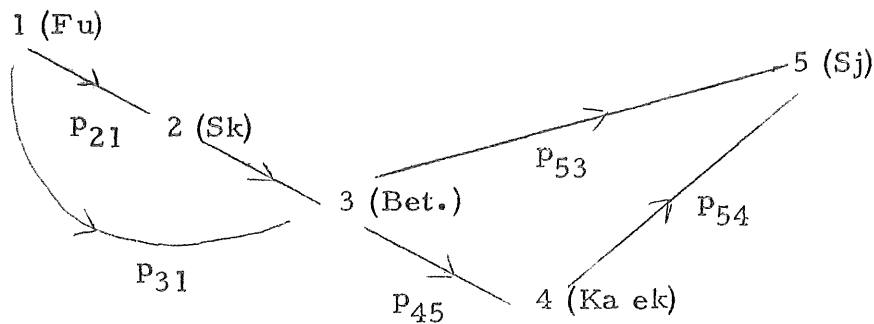 1 (Fu)
5 (Sj)
p21
2 (Sk)
p53
3 (Bet.)
p54
p31
p45
4 (Ka ek)